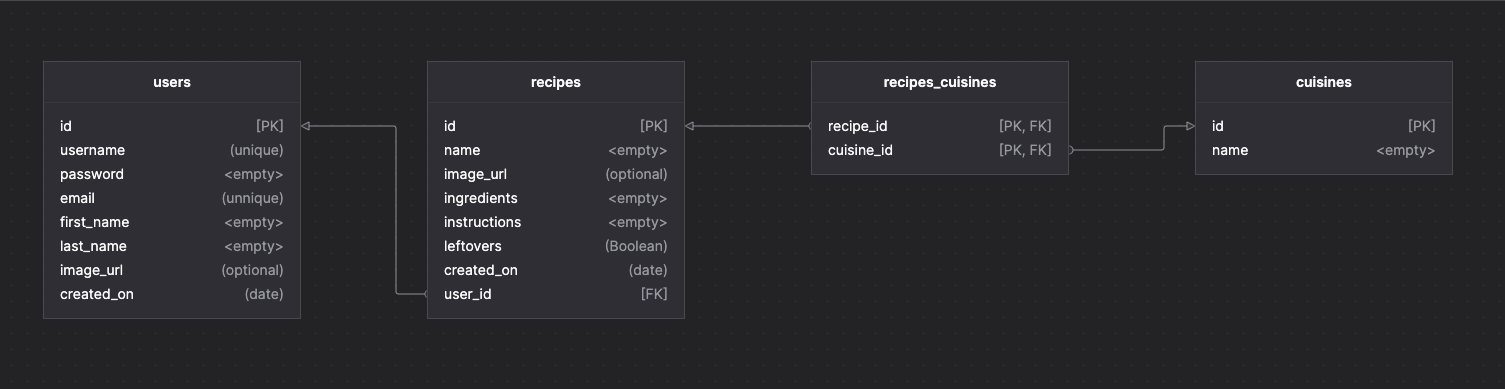 users
id [PK]
username (unique)
password <empty>
email (unnique)
first_name <empty>
last_name <empty>
image_url (optional)
created_on (date)
recipes
id [PK]
name <empty>
image_url (optional)
ingredients <empty>
instructions <empty>
leftovers (Boolean)
created_on (date)
user_id [FK]
recipes_cuisines
recipe_id [PK, FK]
cuisine_id [PK, FK]
cuisines
id [PK]
name <empty>